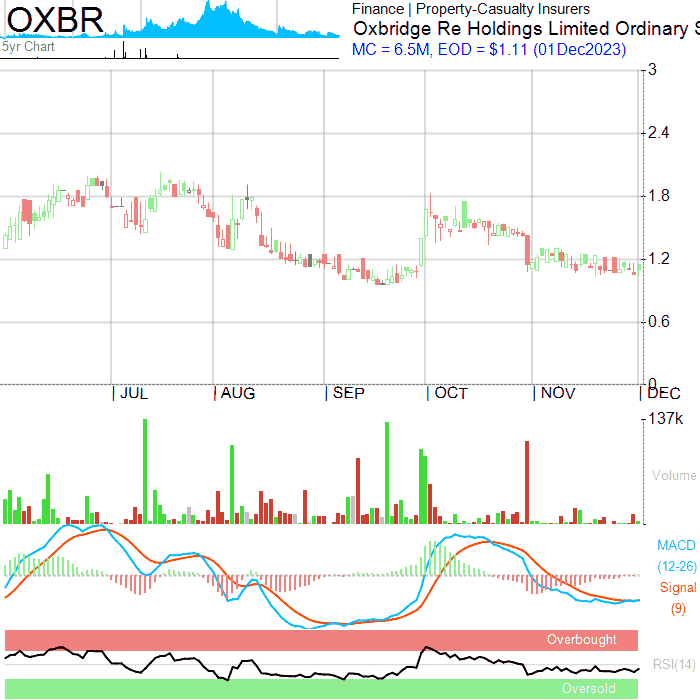 OXBR
5yr Chart
Finance | Property-Casualty Insurers
Oxbridge Re Holdings Limited Ordinary S
MC = 6.5M, EOD = $1.11 (01Dec2023)
3
2.4
1.8
1.2
0.6
0
JUL AUG SEP OCT NOV DEC
137k
Volume
MACD
(12-26)
Signal
(9)
Overbought
RSI(14)
Oversold